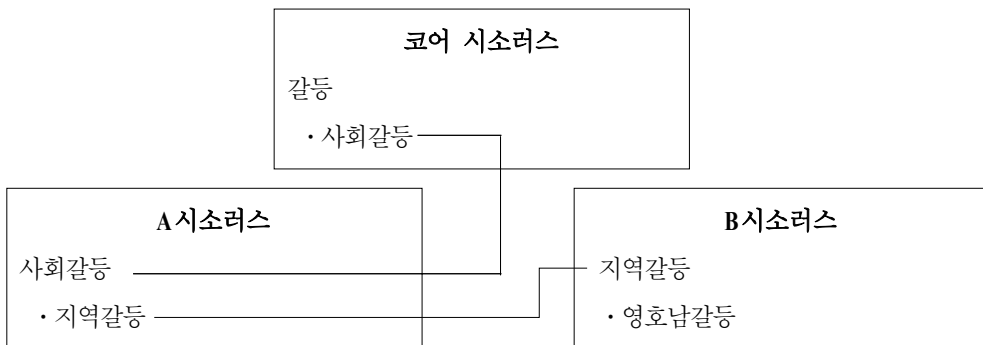 코어 시소러스
갈등
・사회갈등
A시소러스
사회갈등
・지역갈등
B시소러스
지역갈등
・영호남갈등